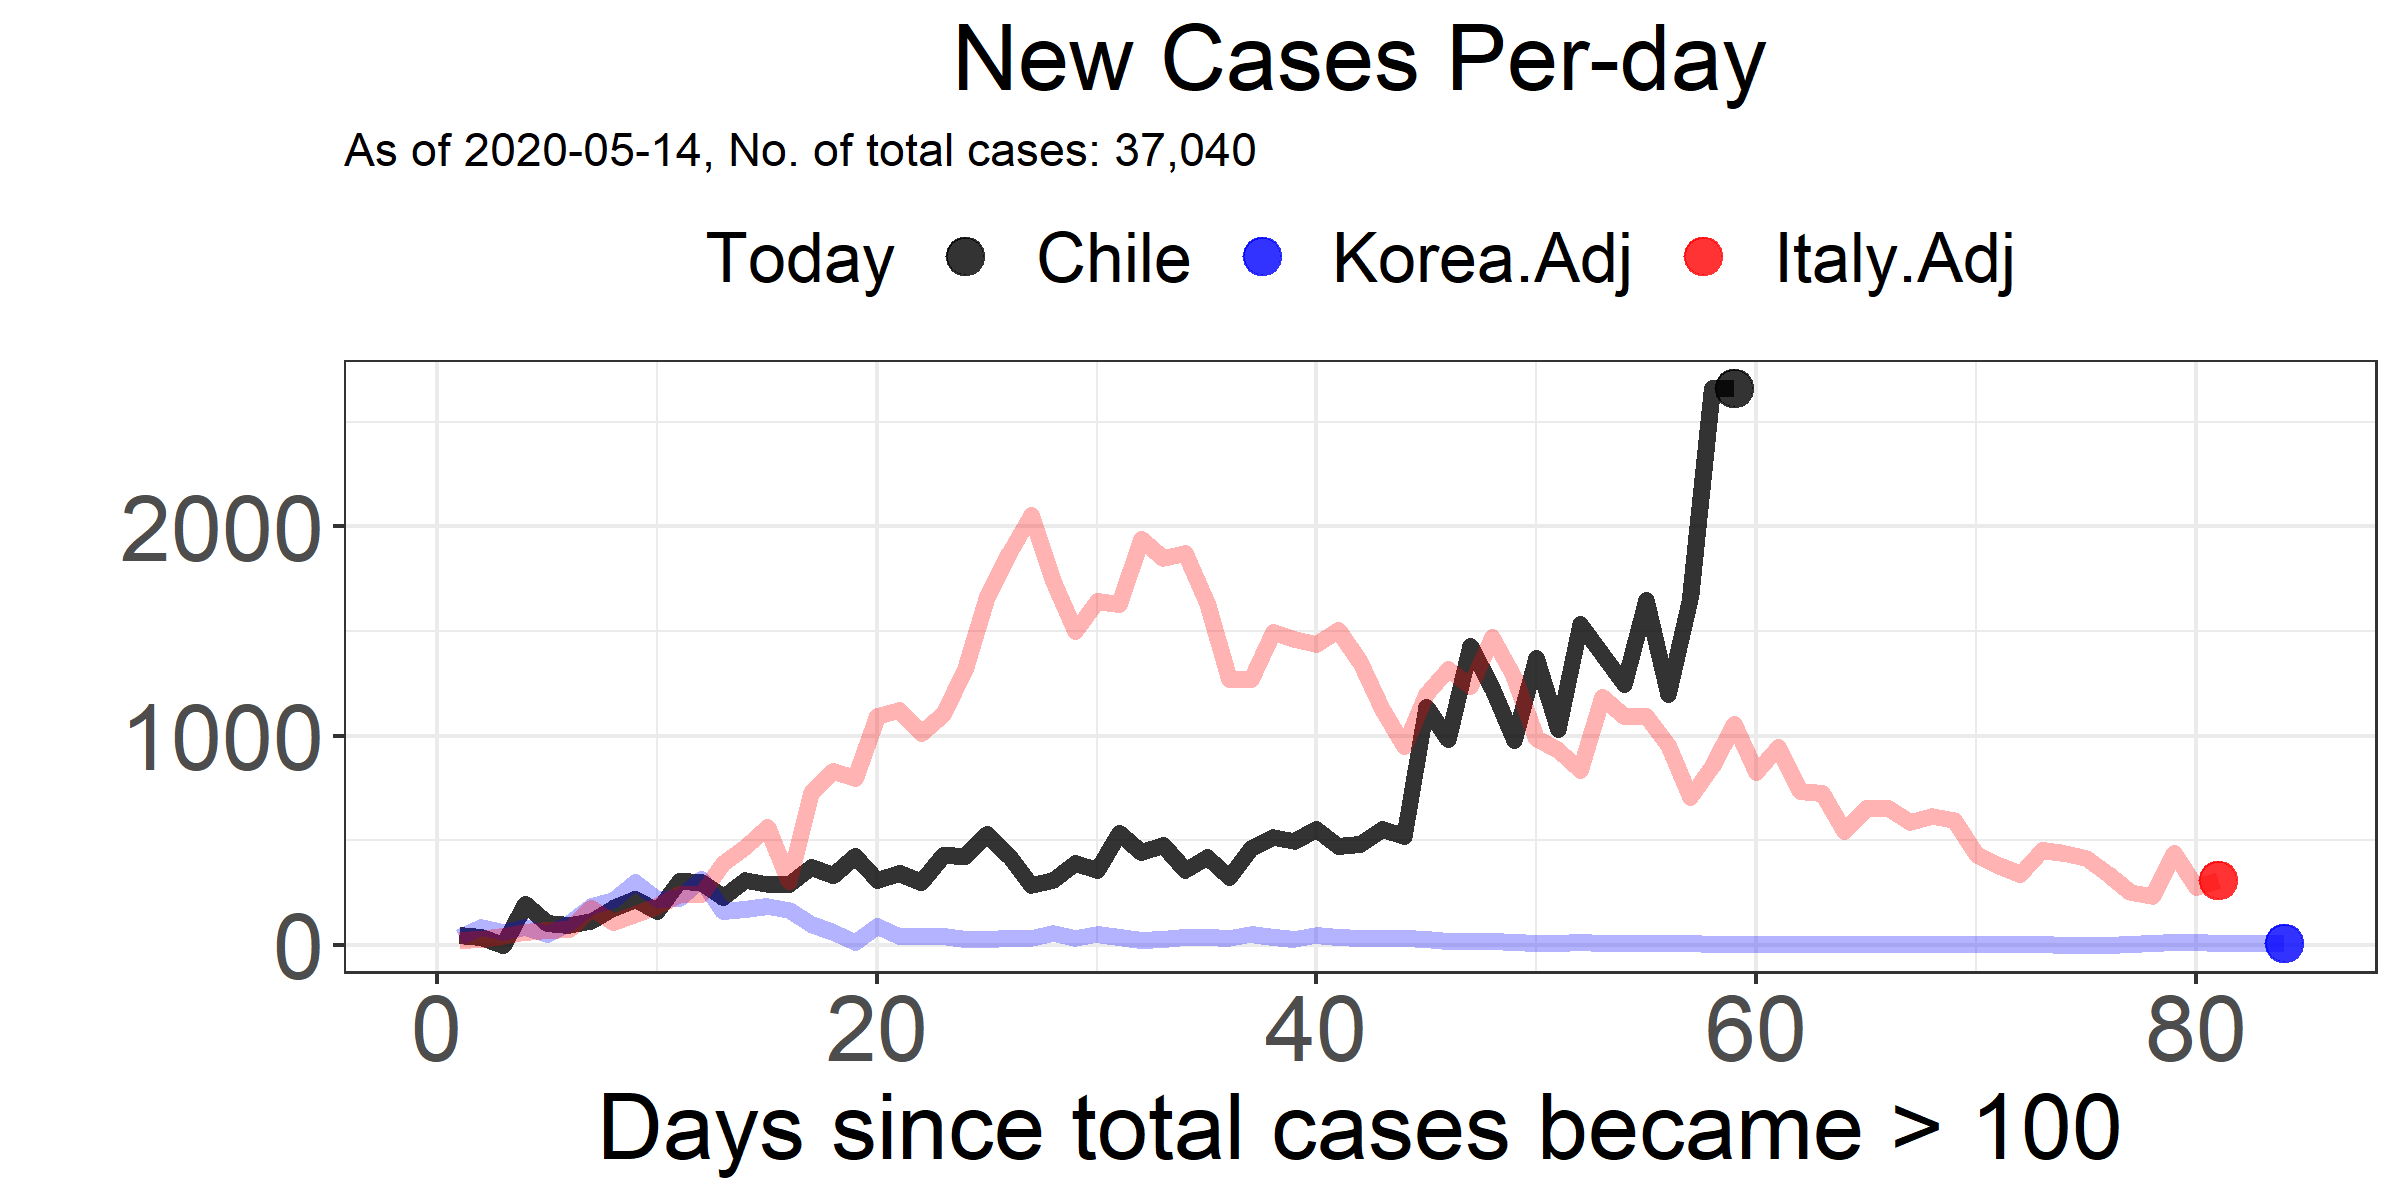 New Cases Per-day
As of 2020-05-14, No. of total cases: 37,040
Today Chile Korea.Adj Italy.Adj
2000
1000
0
0 20 40 60 80
Days since total cases became > 100